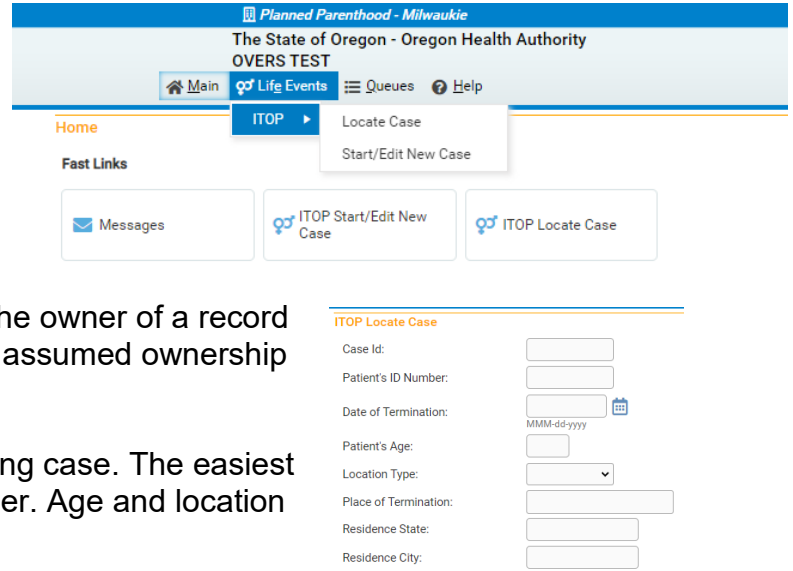 Planned Parenthood - Milwaukie
The State of Oregon - Oregon Health Authority
OVERS TEST
Main Life Events Queues Help
ITOP
Locate Case
Start/Edit New Case
Home
Fast Links
Messages
ITOP Start/Edit New
Case
ITOP Locate Case
he owner of a record
assumed ownership
ng case. The easiest
er. Age and location
ITOP Locate Case
Case Id:
Patient's ID Number:
Date of Termination:
MMM-dd-yyyy
Patient's Age:
Location Type:
Place of Termination:
Residence State:
Residence City: